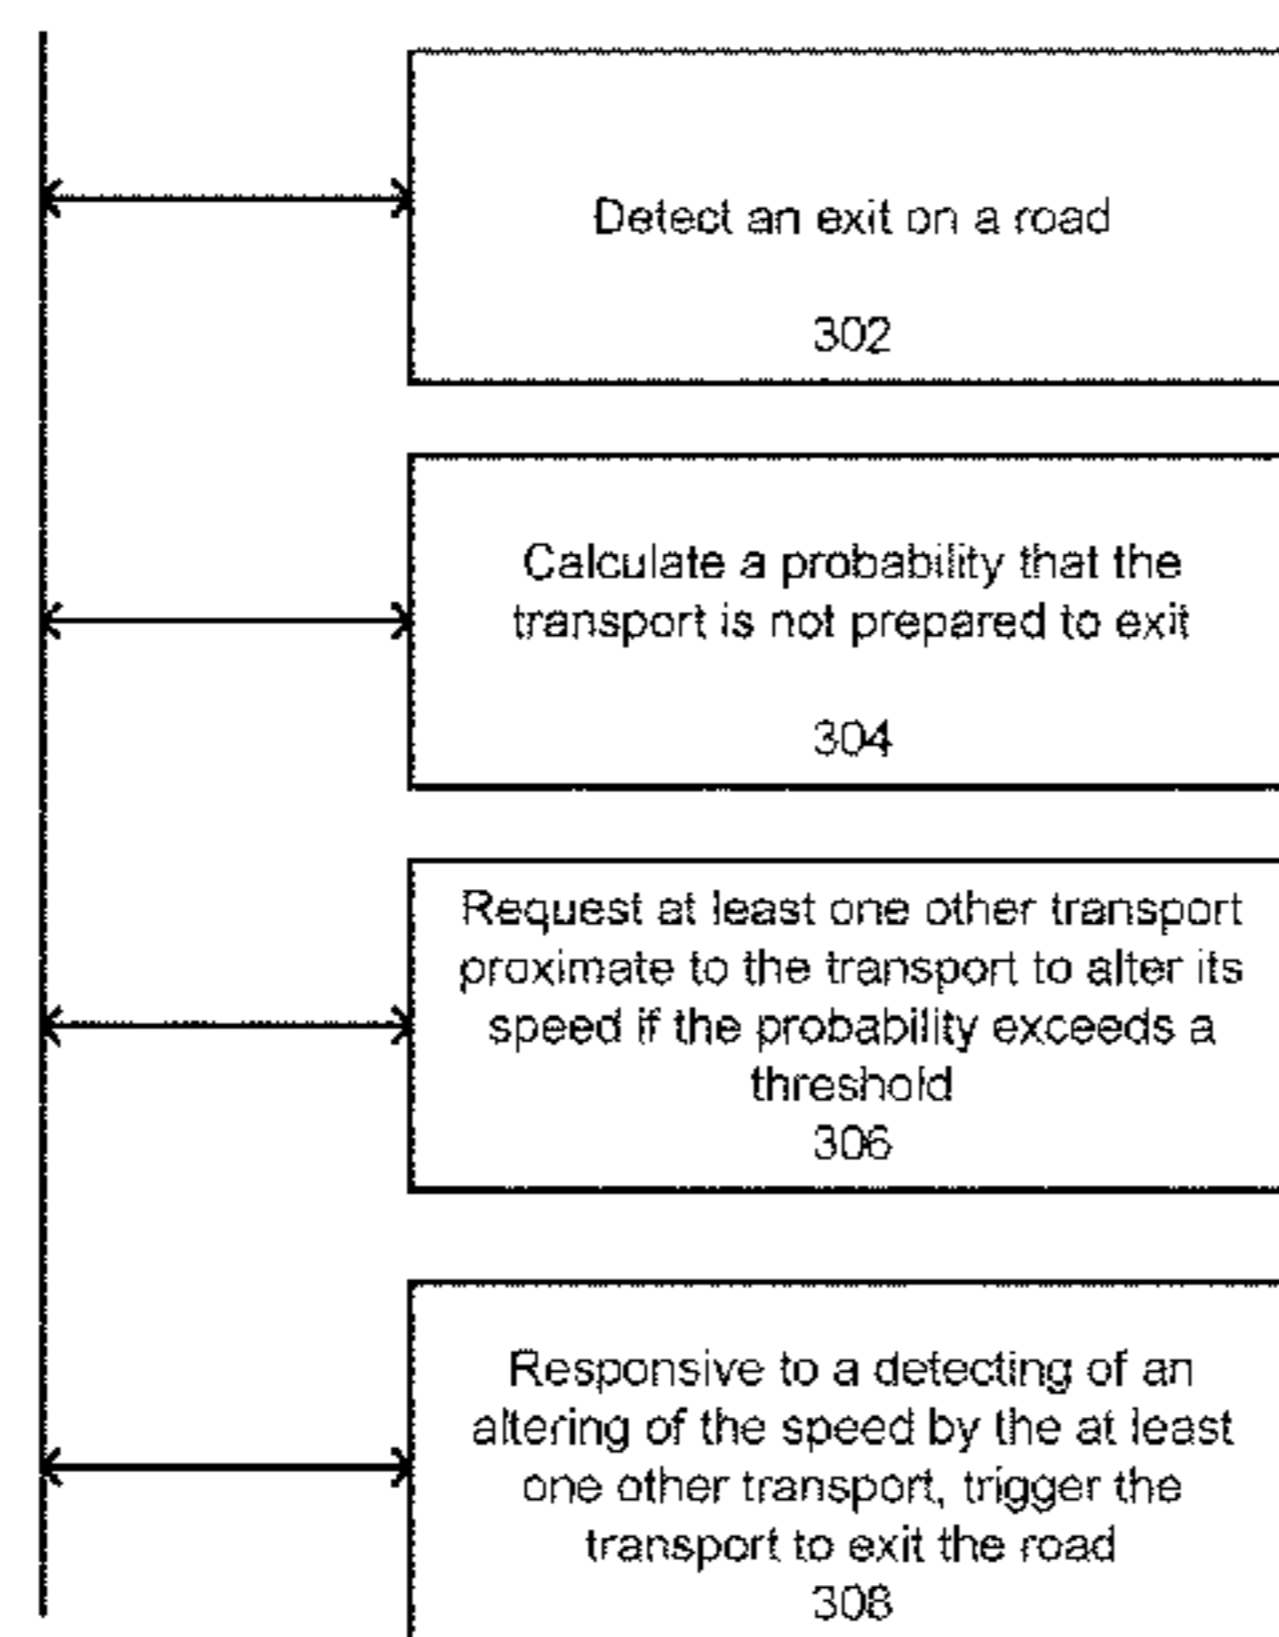 Detect an exit on a road
302
Calculate a probability that the
transport is not prepared to exit
304
Request at least one other transport
proximate to the transport to alter its
speed if the probability exceeds a
threshold
306
Responsive to a detecting of an
altering of the speed by the at least
one other transport, trigger the
transport to exit the road
308